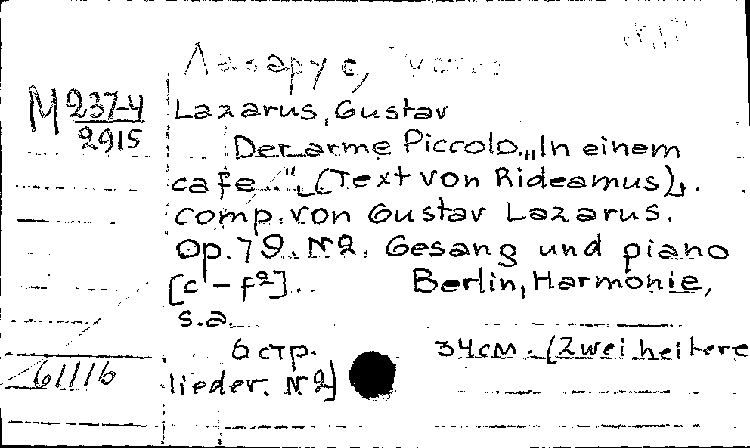 Лазарус,
M 237-4
2915
Lazarus, Gustav
Der arme Piccolo „In einem
cafe..." (Text von Rideamus),.
comp. von Gustav Lazarus.
Op. 79. № 2. Gesang und piano
[c' – f²]... Berlin, Harmonie,
s.a.
6 стр. 34 см. (Zwei heitere
lieder. № 2)